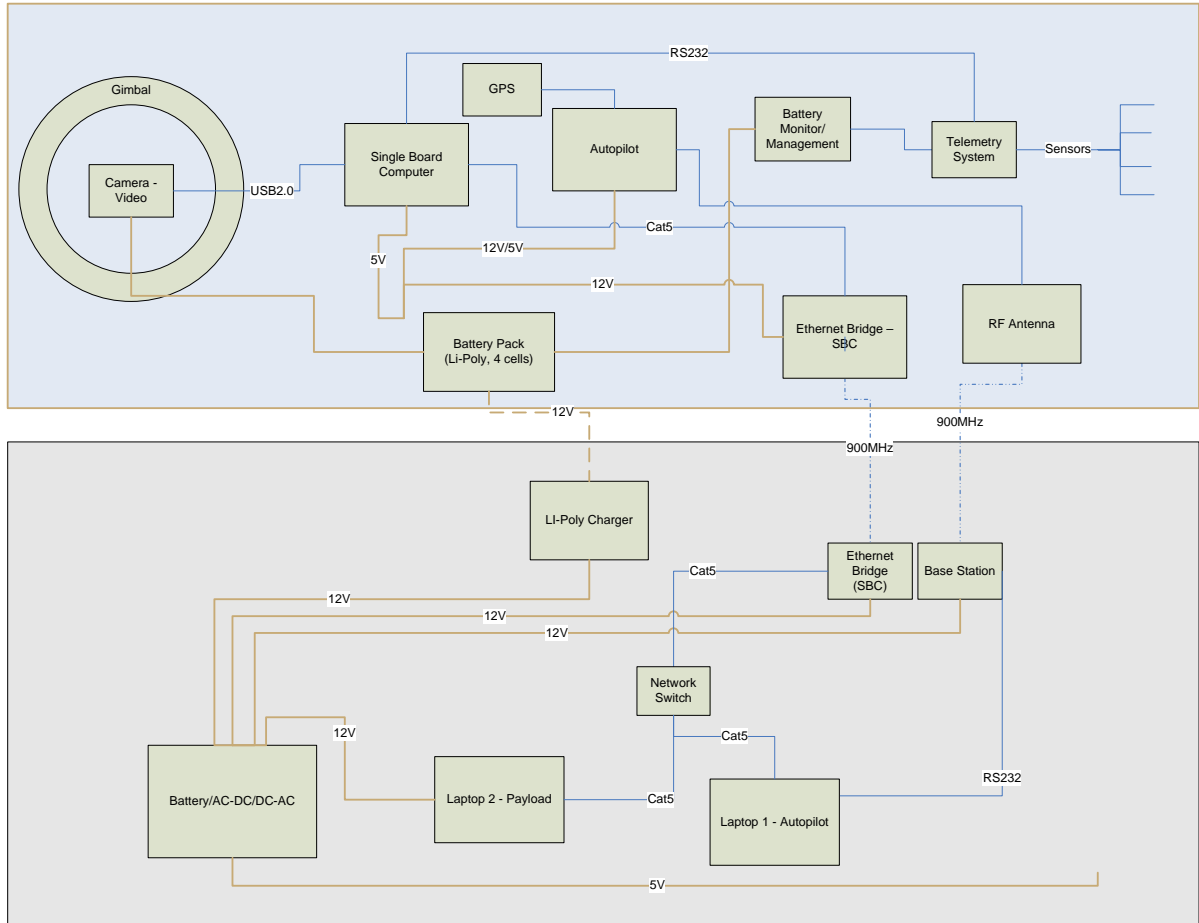 RS232
Gimbal
GPS
Battery
Monitor/
Management
Autopilot
Telemetry
System
Sensors
Single Board
Computer
Camera -
Video
USB2.0
Cat5
12V/5V
5V
12V
Ethernet Bridge –
SBC
RF Antenna
Battery Pack
(Li-Poly, 4 cells)
12V
900MHz
900MHz
LI-Poly Charger
Ethernet
Bridge
(SBC)
Base Station
Cat5
12V
12V
12V
Network
Switch
12V
Cat5
RS232
Battery/AC-DC/DC-AC
Laptop 2 - Payload
Cat5
Laptop 1 - Autopilot
5V